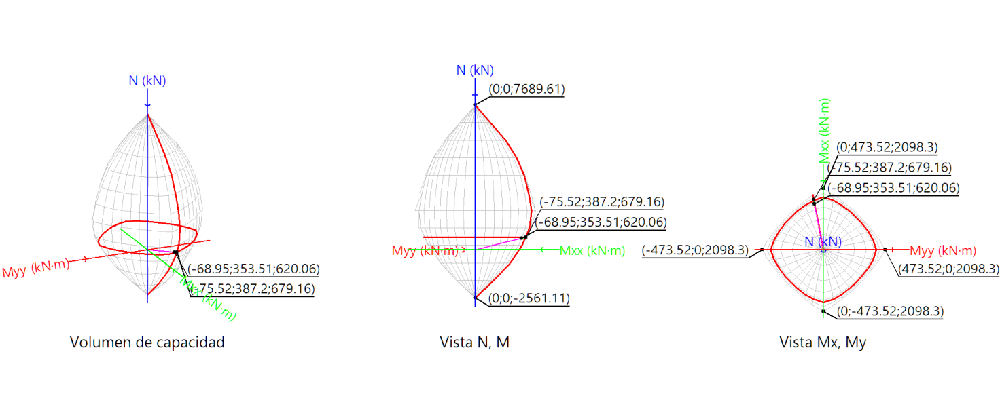 N (kN)
Myy (kN·m)
Mxx (kN·m)
(-68.95;353.51;620.06)
(-75.52;387.2;679.16)
Volumen de capacidad
N (kN)
(0;0;7689.61)
(-75.52;387.2;679.16)
(-68.95;353.51;620.06)
Myy (kN·m)
Mxx (kN·m)
(0;0;-2561.11)
Vista N, M
Mxx (kN·m)
(0;473.52;2098.3)
(-75.52;387.2;679.16)
(-68.95;353.51;620.06)
N (kN)
(-473.52;0;2098.3)
Myy (kN·m)
(473.52;0;2098.3)
(0;-473.52;2098.3)
Vista Mx, My